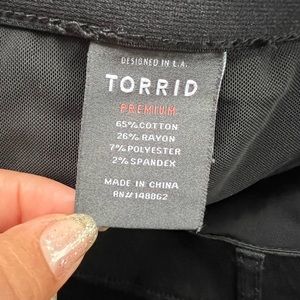 DESIGNED IN L.A.
TORRID
PREMIUM
65% COTTON
26% RAYON
7% POLYESTER
2% SPANDEX
MADE IN CHINA
RN# 148862